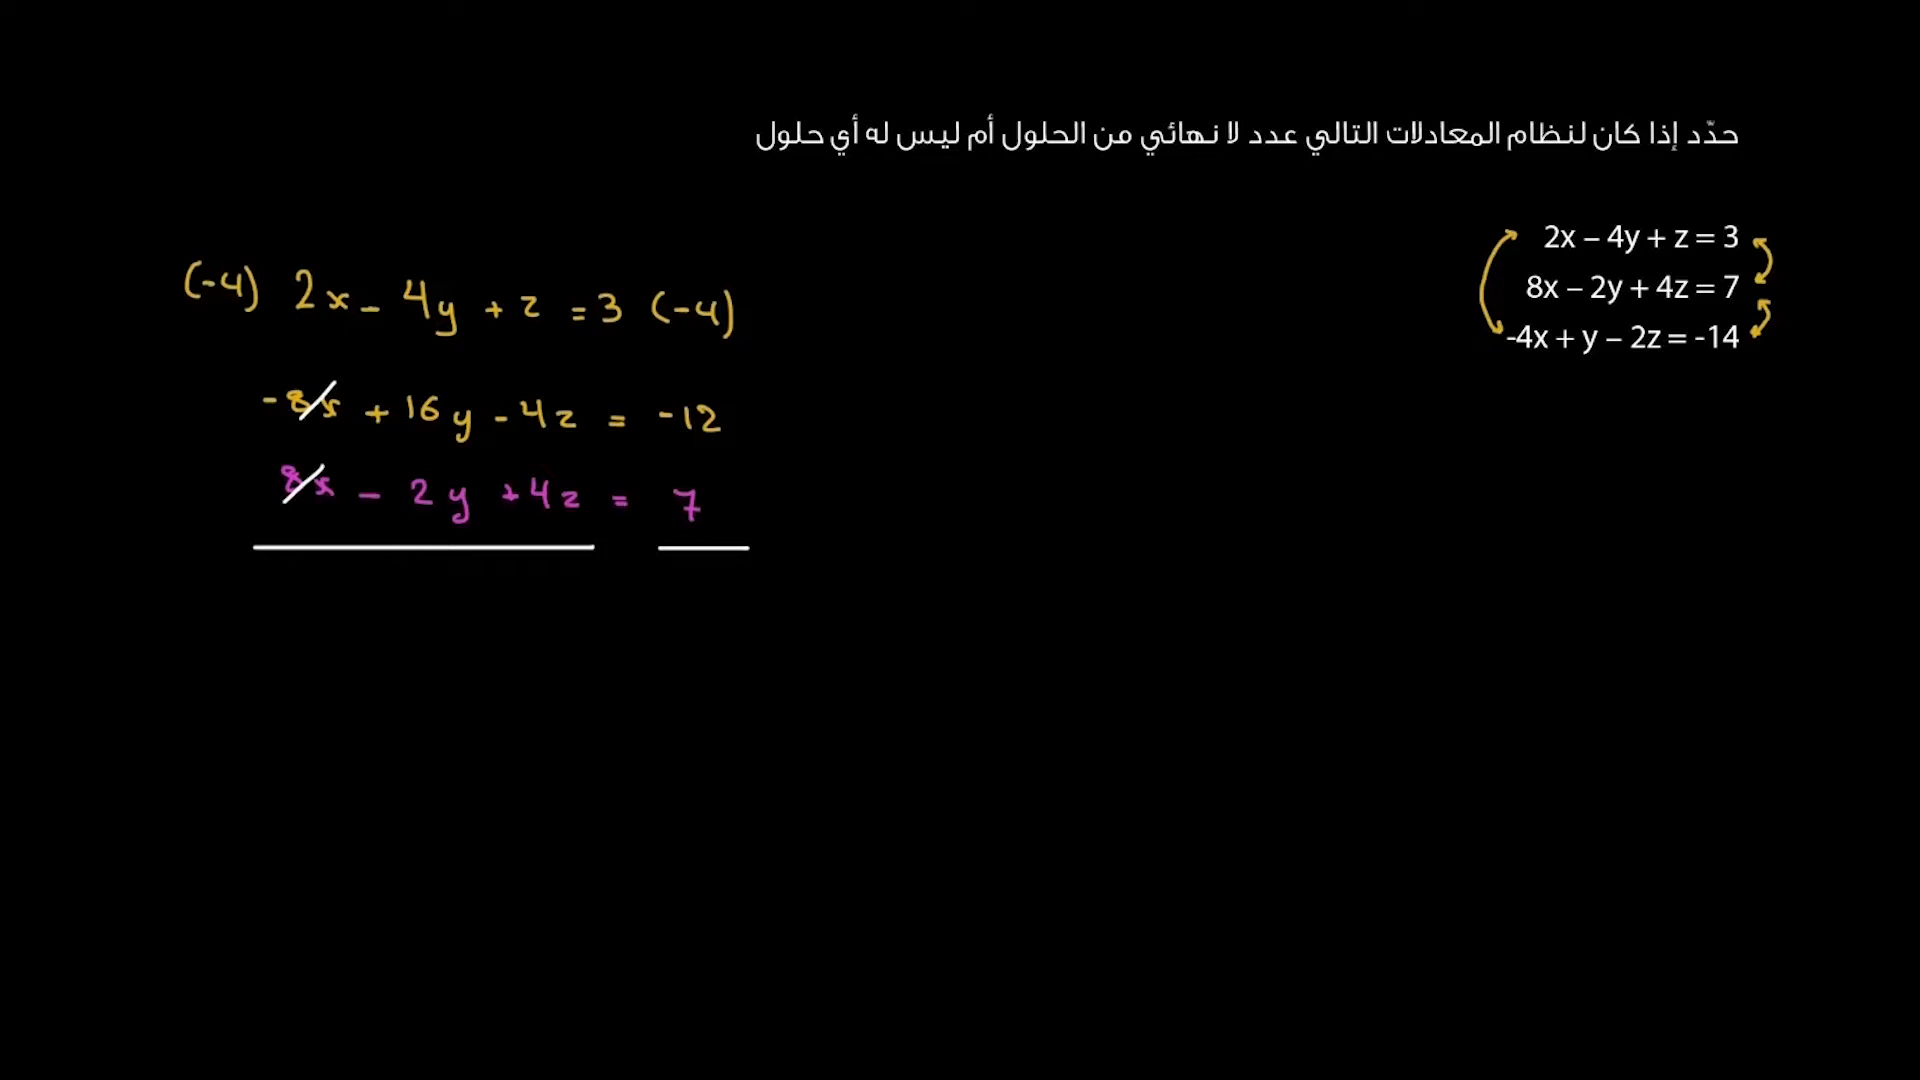 حدّد إذا كان لنظام المعادلات التالي عدد لا نهائي من الحلول أم ليس له أي حلول
2x – 4y + z = 3
8x – 2y + 4z = 7
-4x + y – 2z = -14
(-4) 2x - 4y + z = 3 (-4)
-8x + 16y - 4z = -12
8x - 2y + 4z = 7